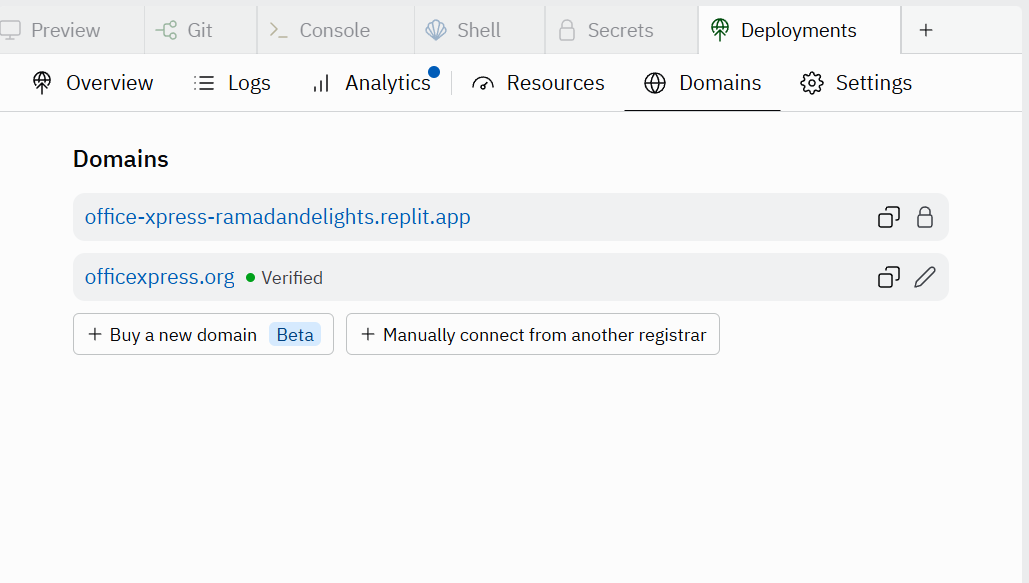 Preview Git Console Shell Secrets Deployments +
Overview Logs Analytics Resources Domains Settings
Domains
office-xpress-ramadandelights.replit.app
officexpress.org Verified
+ Buy a new domain Beta + Manually connect from another registrar